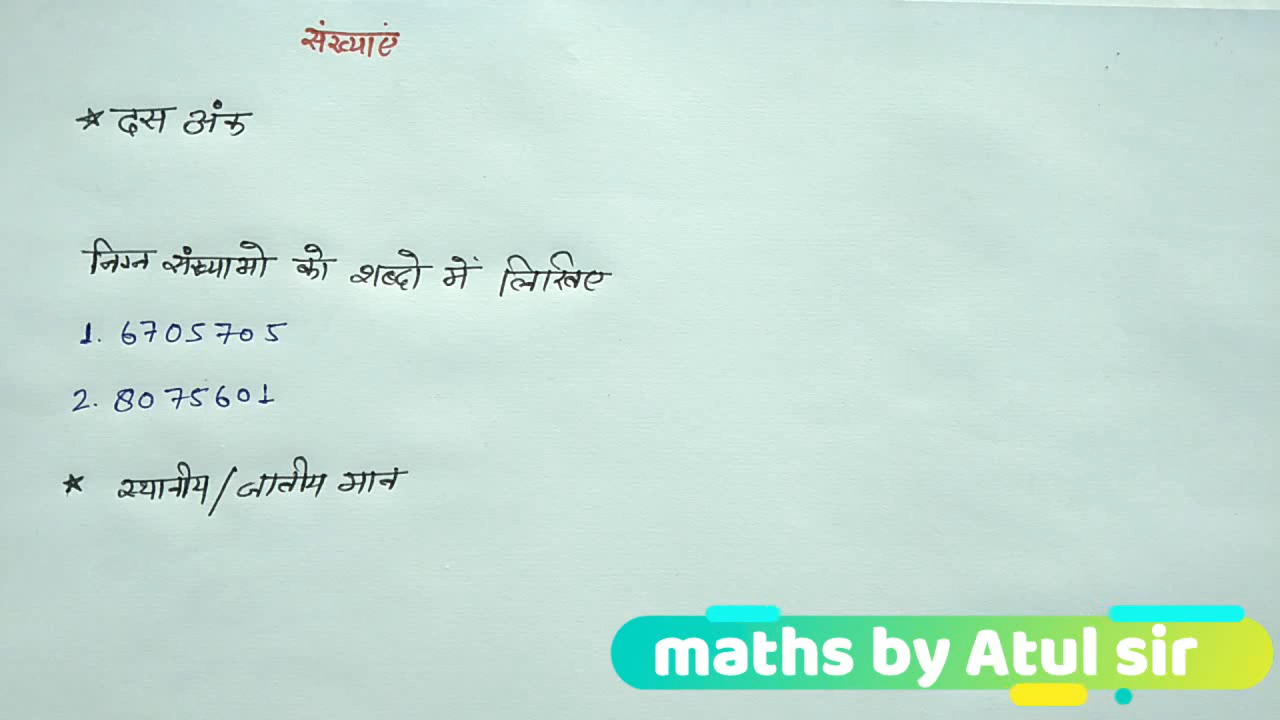 संख्याएं
* दस अंक
निम्न संख्याओ को शब्दो में लिखिए
1. 6705705
2. 8075601
* स्थानीय/जातीय मान
maths by Atul sir